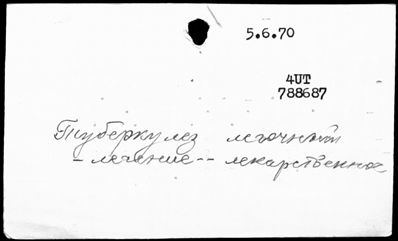 5.6.70
4UT
788687
Туберкулез легочный
- лечение -- лекарственное